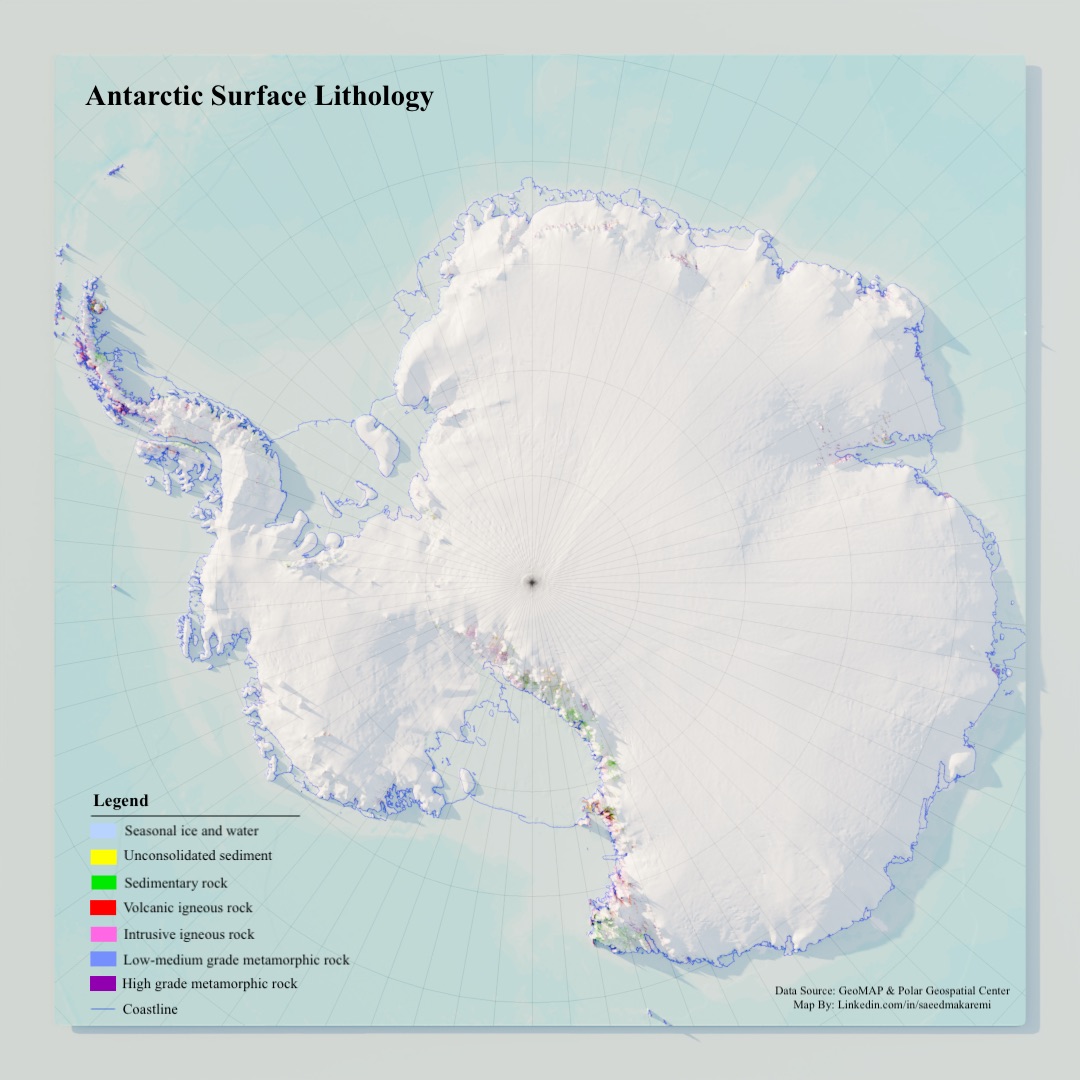 Antarctic Surface Lithology
Legend
Seasonal ice and water
Unconsolidated sediment
Sedimentary rock
Volcanic igneous rock
Intrusive igneous rock
Low-medium grade metamorphic rock
High grade metamorphic rock
Coastline
Data Source: GeoMAP & Polar Geospatial Center
Map By: Linkedin.com/in/saeedmakaremi